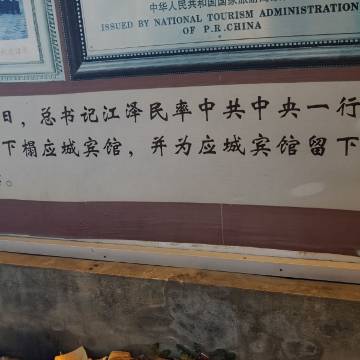 中华人民共和国国家旅游局
ISSUED BY NATIONAL TOURISM ADMINISTRATION
OF P.R.CHINA
日，总书记江泽民率中共中央一行
下榻应城宾馆，并为应城宾馆留下
。